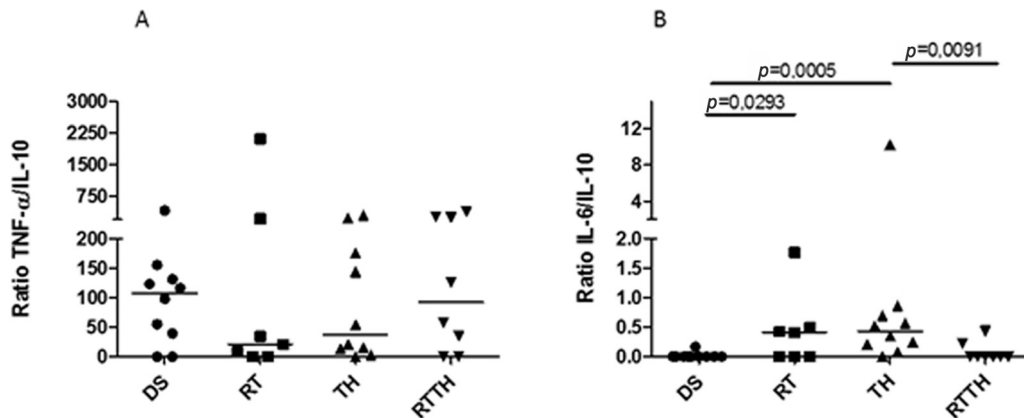 A
Ratio TNF-α/IL-10
3000
2250
1500
750
200
150
100
50
0
DS
RT
TH
RTTH
B
p=0,0091
p=0,0005
p=0,0293
Ratio IL-6/IL-10
12
8
4
2.0
1.5
1.0
0.5
0.0
DS
RT
TH
RTTH